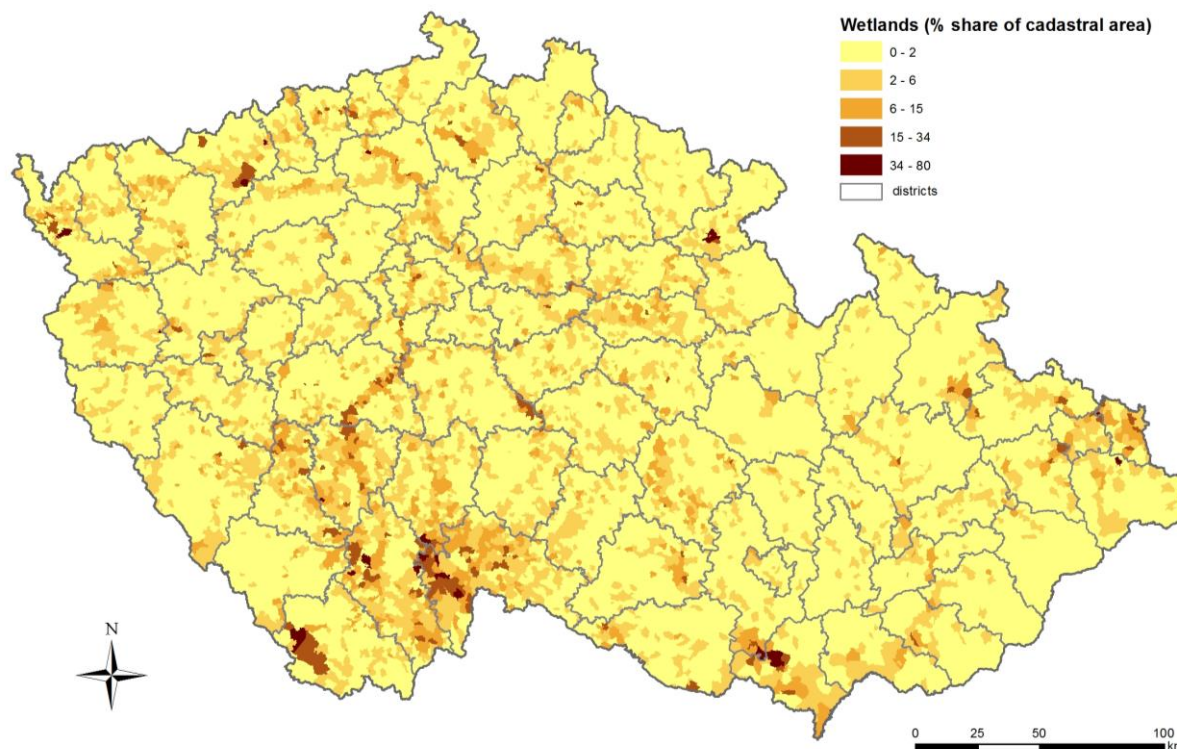 Wetlands (% share of cadastral area)
0 - 2
2 - 6
6 - 15
15 - 34
34 - 80
districts
N
0 25 50 100
km